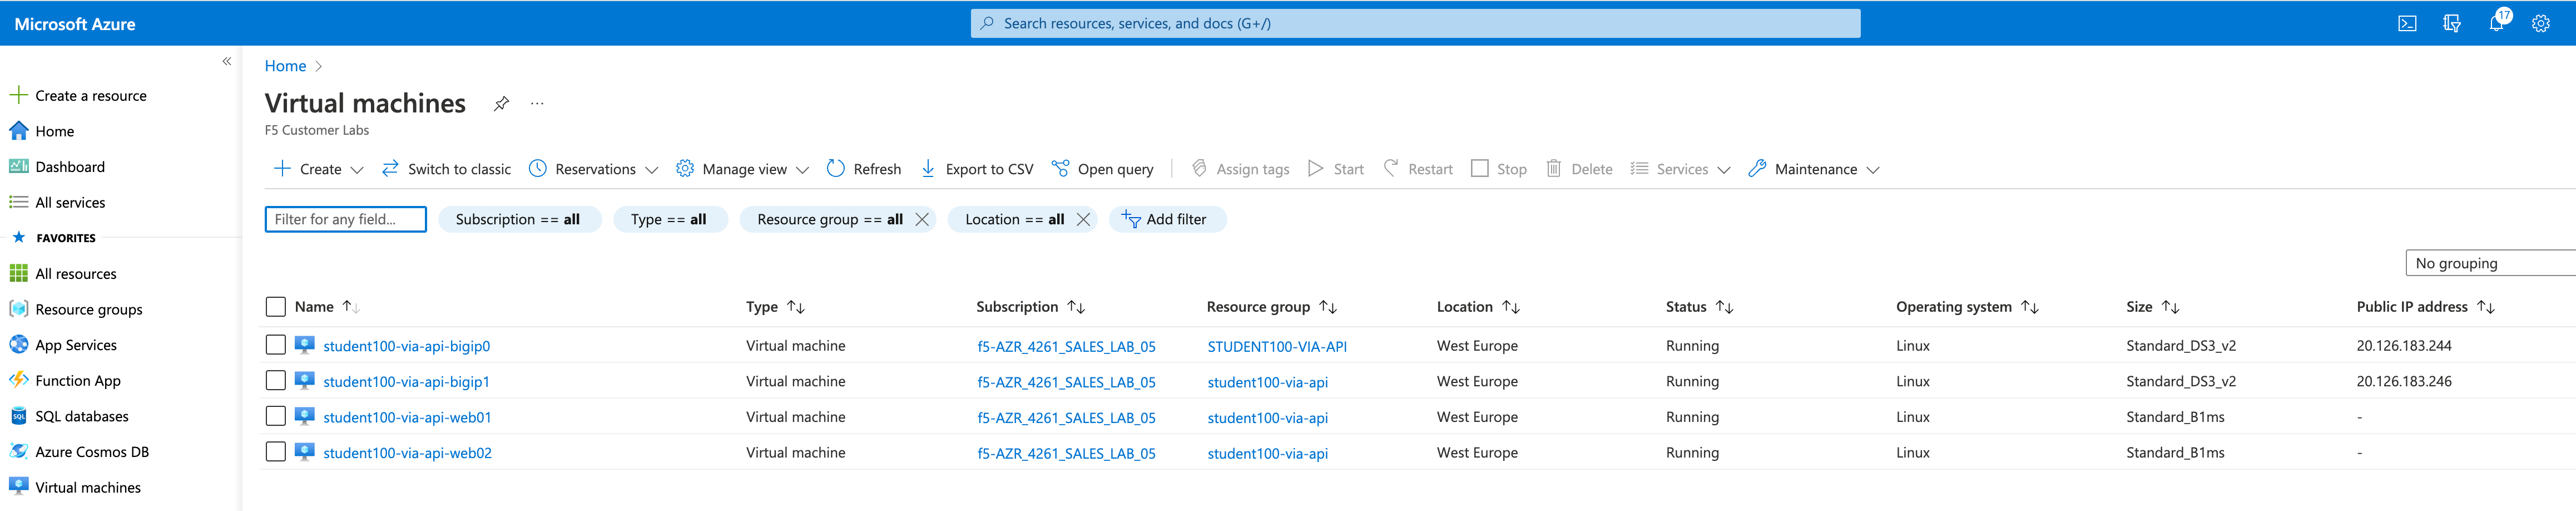 Microsoft Azure
Search resources, services, and docs (G+/)
17
«
Create a resource
Home
Dashboard
All services
FAVORITES
All resources
Resource groups
App Services
Function App
SQL databases
Azure Cosmos DB
Virtual machines
Home >
Virtual machines ...
F5 Customer Labs
Create Switch to classic Reservations Manage view Refresh Export to CSV Open query Assign tags Start Restart Stop Delete Services Maintenance
Filter for any field... Subscription == all Type == all Resource group == all Location == all Add filter
No grouping
Name Type Subscription Resource group Location Status Operating system Size Public IP address
student100-via-api-bigip0 Virtual machine f5-AZR_4261_SALES_LAB_05 STUDENT100-VIA-API West Europe Running Linux Standard_DS3_v2 20.126.183.244
student100-via-api-bigip1 Virtual machine f5-AZR_4261_SALES_LAB_05 student100-via-api West Europe Running Linux Standard_DS3_v2 20.126.183.246
student100-via-api-web01 Virtual machine f5-AZR_4261_SALES_LAB_05 student100-via-api West Europe Running Linux Standard_B1ms -
student100-via-api-web02 Virtual machine f5-AZR_4261_SALES_LAB_05 student100-via-api West Europe Running Linux Standard_B1ms -